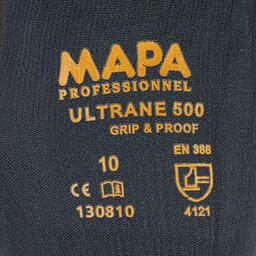 MAPA
PROFESSIONNEL
ULTRANE 500
GRIP & PROOF
10
EN 388
CE
130810
4121